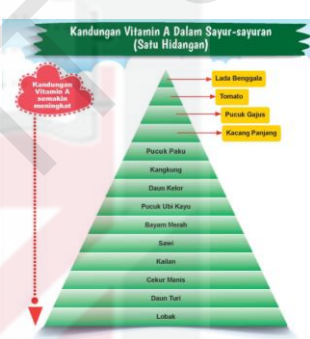 Kandungan Vitamin A Dalam Sayur-sayuran
(Satu Hidangan)
Kandungan
Vitamin A
semakin
meningkat
Lada Benggala
Tomato
Pucuk Gajus
Kacang Panjang
Pucuk Paku
Kangkung
Daun Kelor
Pucuk Ubi Kayu
Bayam Merah
Sawi
Kailan
Cekur Manis
Daun Turi
Lobak